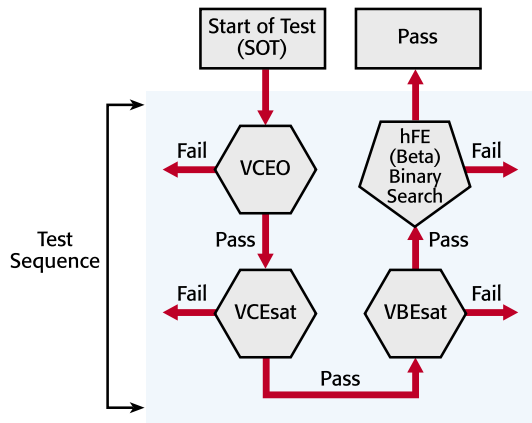 Start of Test
(SOT)
Pass
Fail
VCEO
hFE
(Beta)
Binary
Search
Fail
Pass
Pass
Test
Sequence
Fail
VCEsat
VBEsat
Fail
Pass